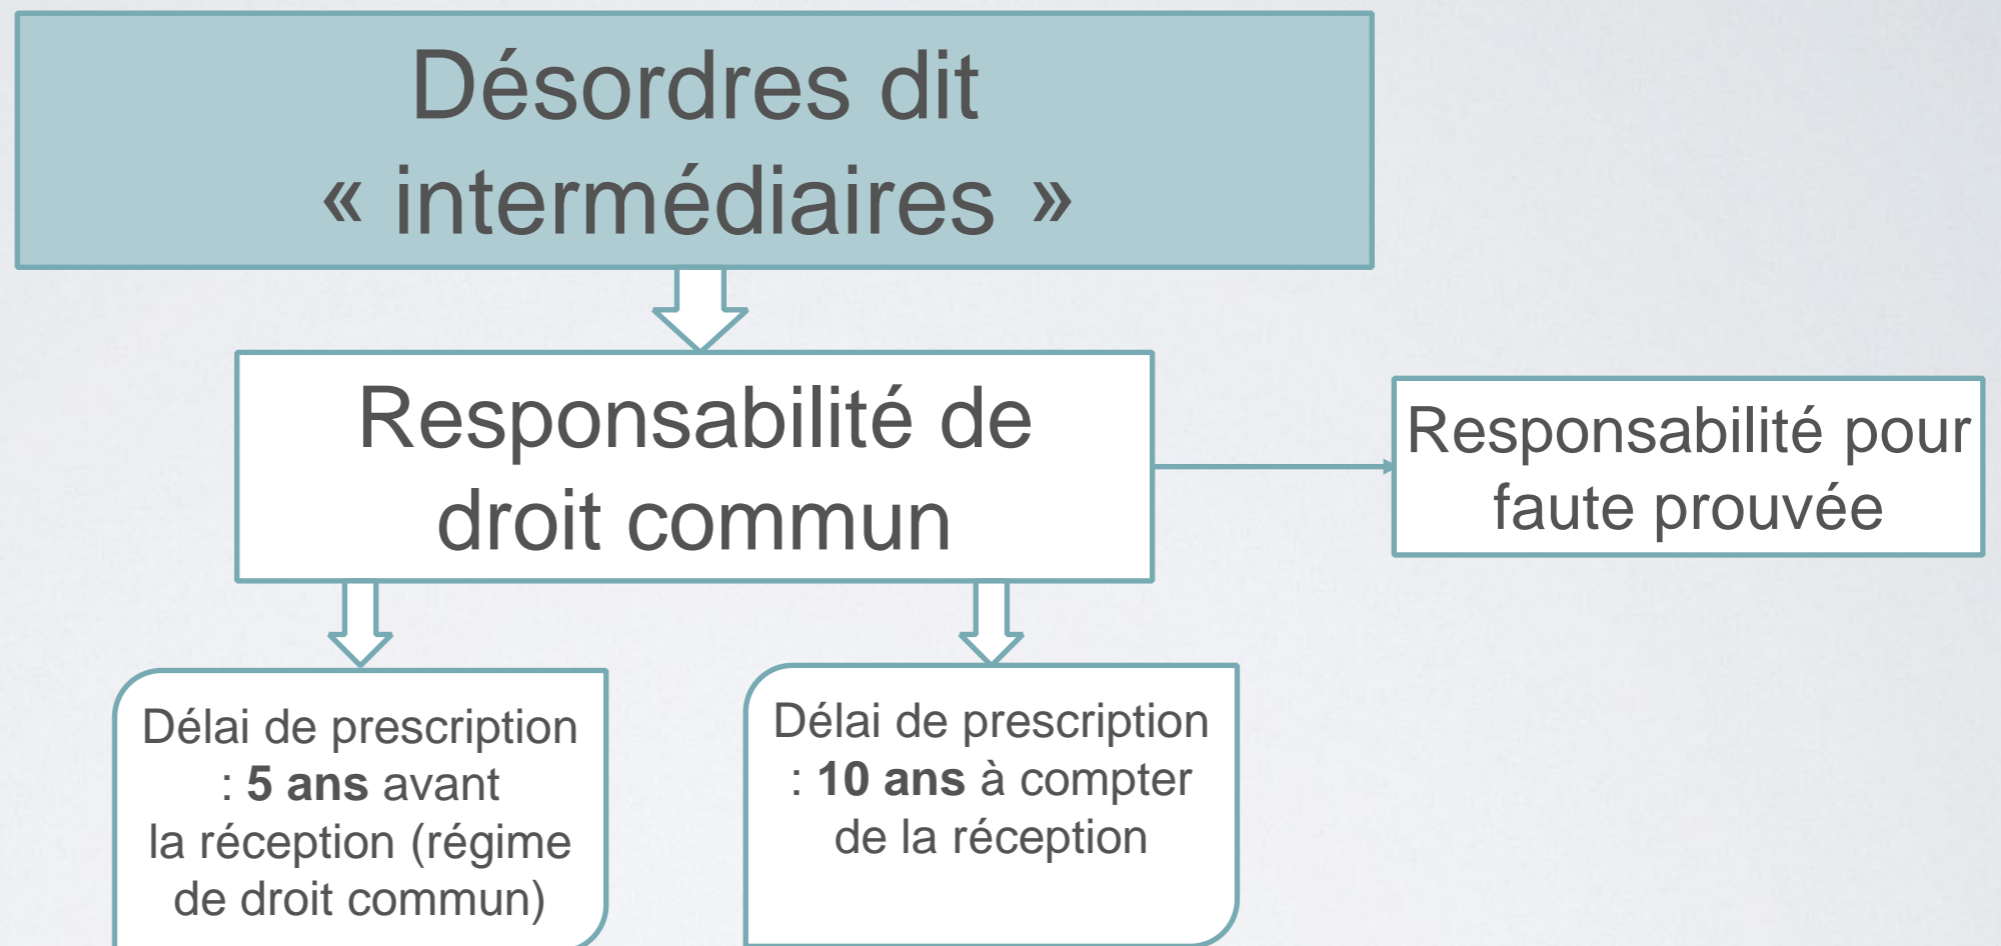 Désordres dit
« intermédiaires »
Responsabilité de
droit commun
Responsabilité pour
faute prouvée
Délai de prescription
: 5 ans avant
la réception (régime
de droit commun)
Délai de prescription
: 10 ans à compter
de la réception